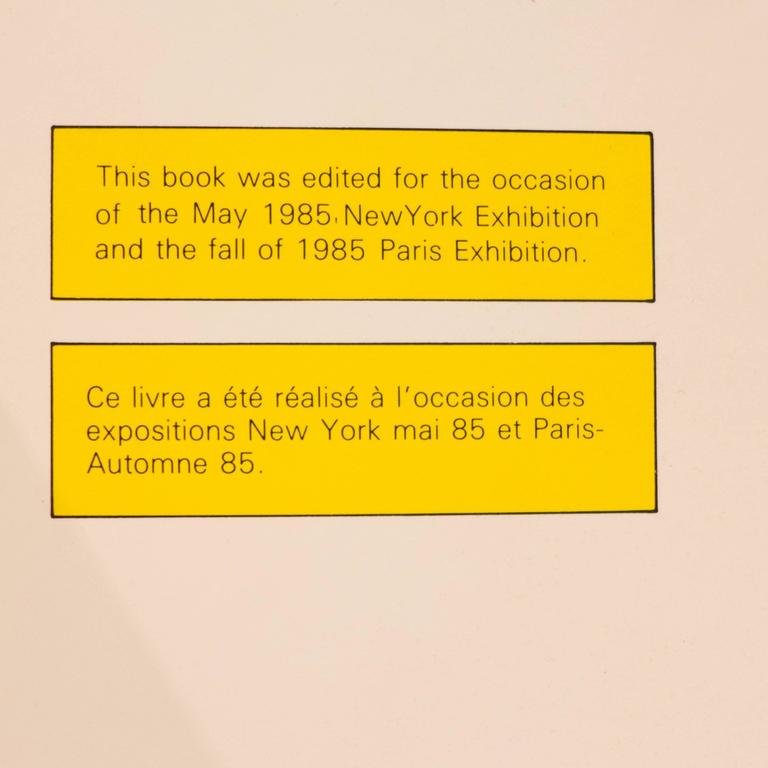 This book was edited for the occasion
of the May 1985, NewYork Exhibition
and the fall of 1985 Paris Exhibition.
Ce livre a été réalisé à l'occasion des
expositions New York mai 85 et Paris-
Automne 85.